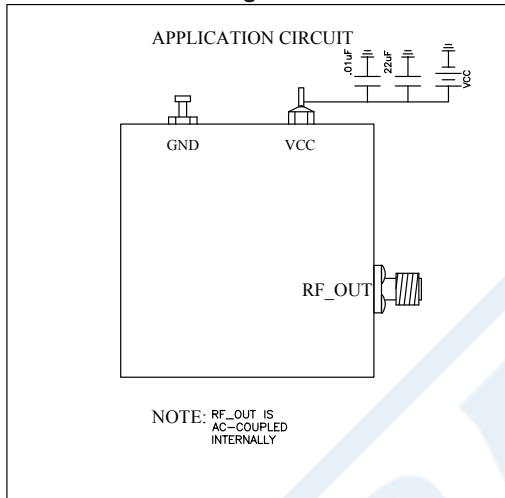 APPLICATION CIRCUIT
.01uF
22uF
VCC
GND
VCC
RF_OUT
NOTE: RF_OUT IS
AC-COUPLED
INTERNALLY